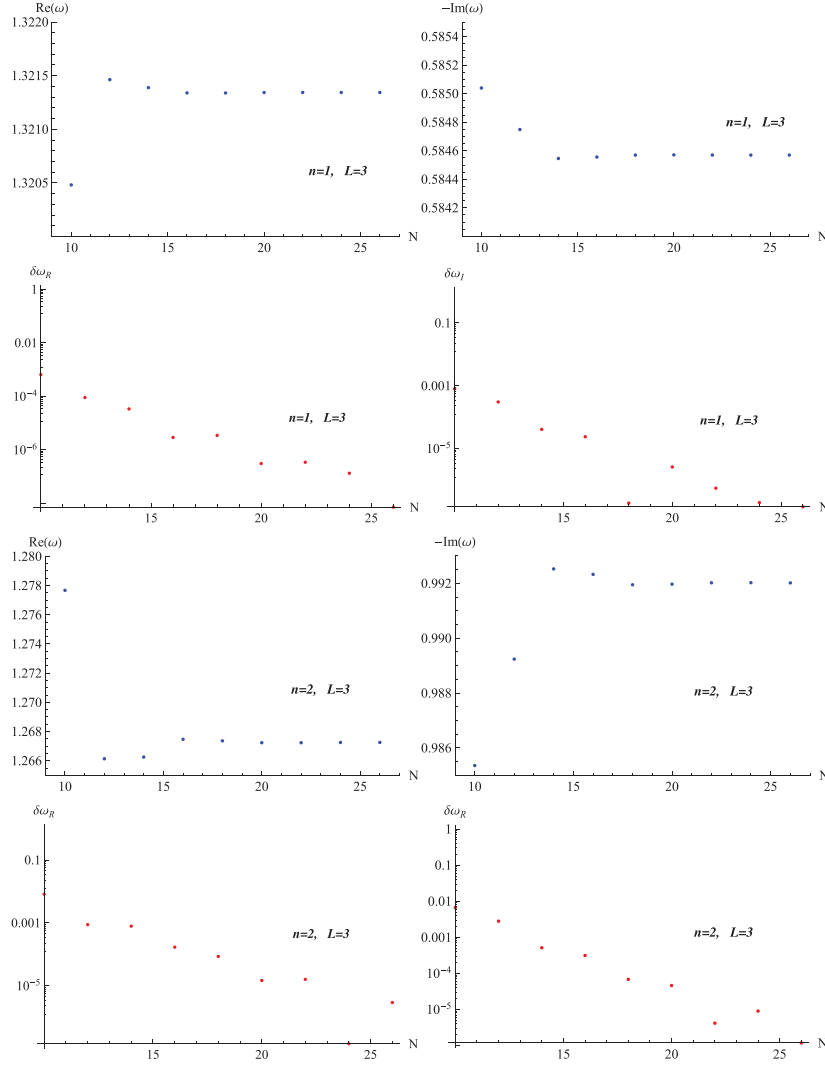 Re(ω)
1.3220
1.3215
1.3210
1.3205
n=1, L=3
10 15 20 25 N
−Im(ω)
0.5854
0.5852
0.5850
0.5848
0.5846
0.5844
0.5842
n=1, L=3
10 15 20 25 N
δω_R
1
0.01
10^-4
10^-6
n=1, L=3
15 20 25 N
δω_I
0.1
0.001
10^-5
n=1, L=3
15 20 25 N
Re(ω)
1.280
1.278
1.276
1.274
1.272
1.270
1.268
1.266
n=2, L=3
10 15 20 25 N
−Im(ω)
0.992
0.990
0.988
0.986
n=2, L=3
10 15 20 25 N
δω_R
0.1
0.001
10^-5
n=2, L=3
15 20 25 N
δω_R
1
0.1
0.01
0.001
10^-4
10^-5
n=2, L=3
15 20 25 N